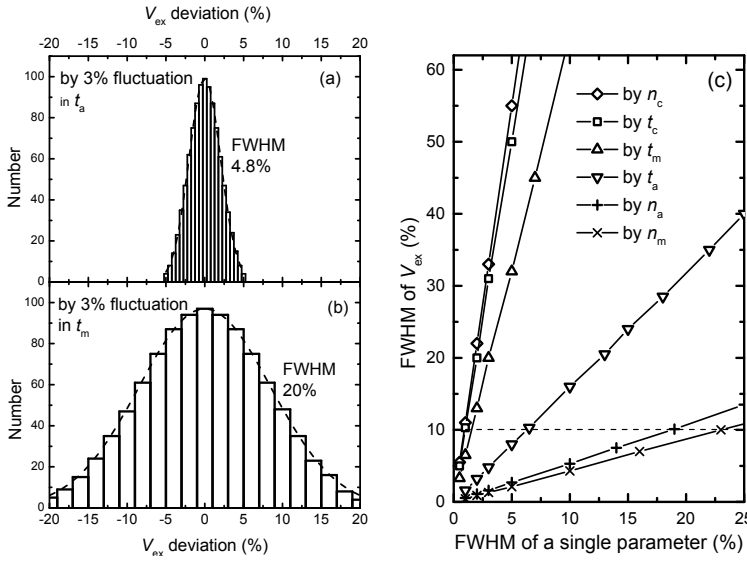 V_ex deviation (%)
-20 -15 -10 -5 0 5 10 15 20
100
80
60
40
20
0
Number
by 3% fluctuation
in t_a
(a)
FWHM
4.8%
100
80
60
40
20
0
Number
by 3% fluctuation
in t_m
(b)
FWHM
20%
-20 -15 -10 -5 0 5 10 15 20
V_ex deviation (%)
(c)
60
50
40
30
20
10
0
FWHM of V_ex (%)
by n_c
by t_c
by t_m
by t_a
by n_a
by n_m
0 5 10 15 20 25
FWHM of a single parameter (%)